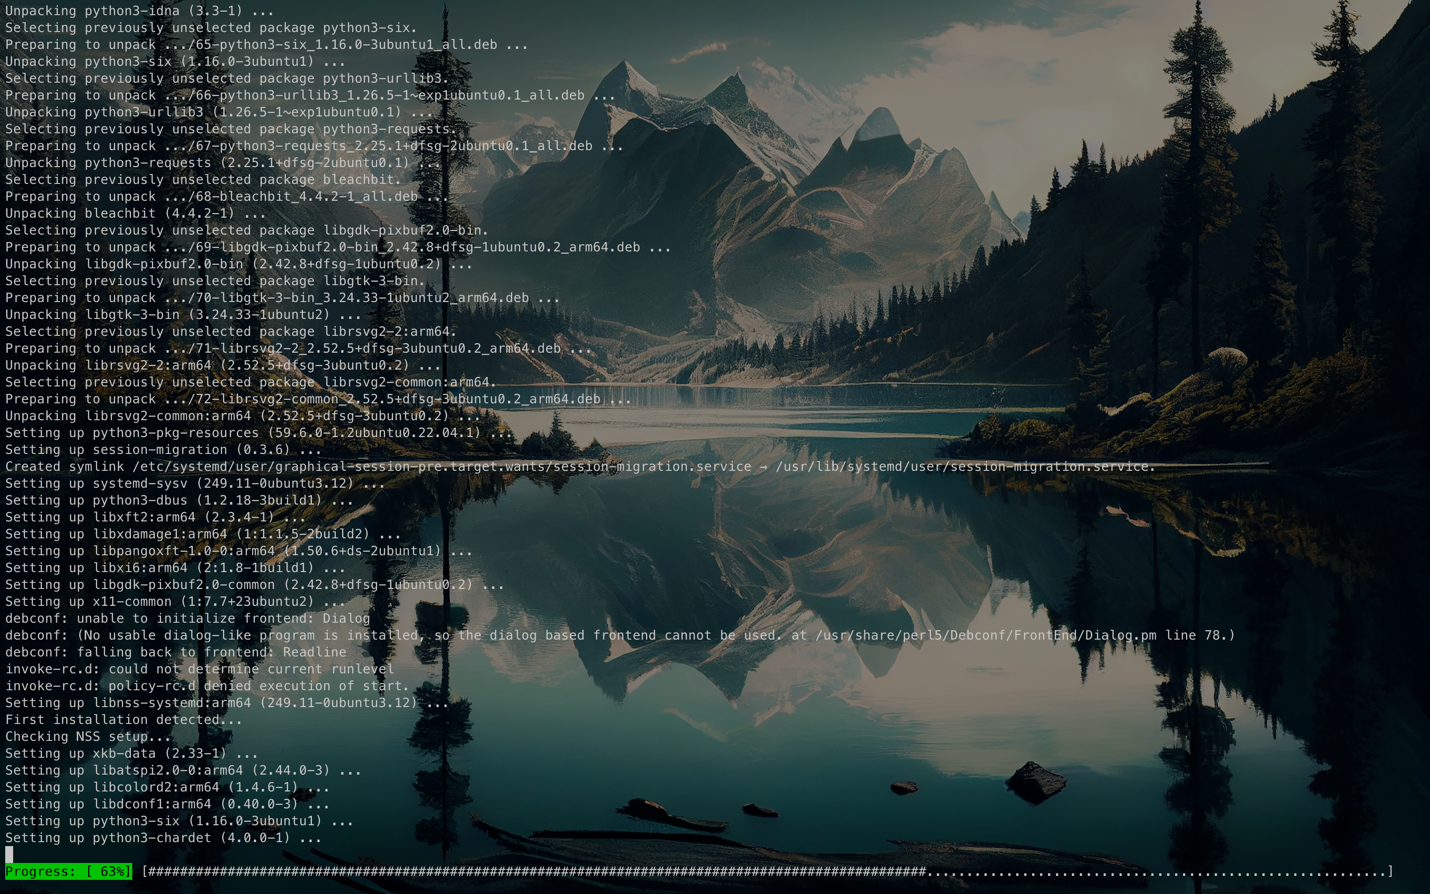 Unpacking python3-idna (3.3-1) ...
Selecting previously unselected package python3-six.
Preparing to unpack .../65-python3-six_1.16.0-3ubuntu1_all.deb ...
Unpacking python3-six (1.16.0-3ubuntu1) ...
Selecting previously unselected package python3-urllib3.
Preparing to unpack .../66-python3-urllib3_1.26.5-1~exp1ubuntu0.1_all.deb ...
Unpacking python3-urllib3 (1.26.5-1~exp1ubuntu0.1) ...
Selecting previously unselected package python3-requests.
Preparing to unpack .../67-python3-requests_2.25.1+dfsg-2ubuntu0.1_all.deb ...
Unpacking python3-requests (2.25.1+dfsg-2ubuntu0.1) ...
Selecting previously unselected package bleachbit.
Preparing to unpack .../68-bleachbit_4.4.2-1_all.deb ...
Unpacking bleachbit (4.4.2-1) ...
Selecting previously unselected package libgdk-pixbuf2.0-bin.
Preparing to unpack .../69-libgdk-pixbuf2.0-bin_2.42.8+dfsg-1ubuntu0.2_arm64.deb ...
Unpacking libgdk-pixbuf2.0-bin (2.42.8+dfsg-1ubuntu0.2) ...
Selecting previously unselected package libgtk-3-bin.
Preparing to unpack .../70-libgtk-3-bin_3.24.33-1ubuntu2_arm64.deb ...
Unpacking libgtk-3-bin (3.24.33-1ubuntu2) ...
Selecting previously unselected package librsvg2-2:arm64.
Preparing to unpack .../71-librsvg2-2_2.52.5+dfsg-3ubuntu0.2_arm64.deb ...
Unpacking librsvg2-2:arm64 (2.52.5+dfsg-3ubuntu0.2) ...
Selecting previously unselected package librsvg2-common:arm64.
Preparing to unpack .../72-librsvg2-common_2.52.5+dfsg-3ubuntu0.2_arm64.deb ...
Unpacking librsvg2-common:arm64 (2.52.5+dfsg-3ubuntu0.2) ...
Setting up python3-pkg-resources (59.6.0-1.2ubuntu0.22.04.1) ...
Setting up session-migration (0.3.6) ...
Created symlink /etc/systemd/user/graphical-session-pre.target.wants/session-migration.service → /usr/lib/systemd/user/session-migration.service.
Setting up systemd-sysv (249.11-0ubuntu3.12) ...
Setting up python3-dbus (1.2.18-3build1) ...
Setting up libxft2:arm64 (2.3.4-1) ...
Setting up libxdamage1:arm64 (1:1.1.5-2build2) ...
Setting up libpangoxft-1.0-0:arm64 (1.50.6+ds-2ubuntu1) ...
Setting up libxi6:arm64 (2:1.8-1build1) ...
Setting up libgdk-pixbuf2.0-common (2.42.8+dfsg-1ubuntu0.2) ...
Setting up x11-common (1:7.7+23ubuntu2) ...
debconf: unable to initialize frontend: Dialog
debconf: (No usable dialog-like program is installed, so the dialog based frontend cannot be used. at /usr/share/perl5/Debconf/FrontEnd/Dialog.pm line 78.)
debconf: falling back to frontend: Readline
invoke-rc.d: could not determine current runlevel
invoke-rc.d: policy-rc.d denied execution of start.
Setting up libnss-systemd:arm64 (249.11-0ubuntu3.12) ...
First installation detected...
Checking NSS setup...
Setting up xkb-data (2.33-1) ...
Setting up libatspi2.0-0:arm64 (2.44.0-3) ...
Setting up libcolord2:arm64 (1.4.6-1) ...
Setting up libdconf1:arm64 (0.40.0-3) ...
Setting up python3-six (1.16.0-3ubuntu1) ...
Setting up python3-chardet (4.0.0-1) ...
Progress: [ 63%] [##################################################################################################..........................................................]